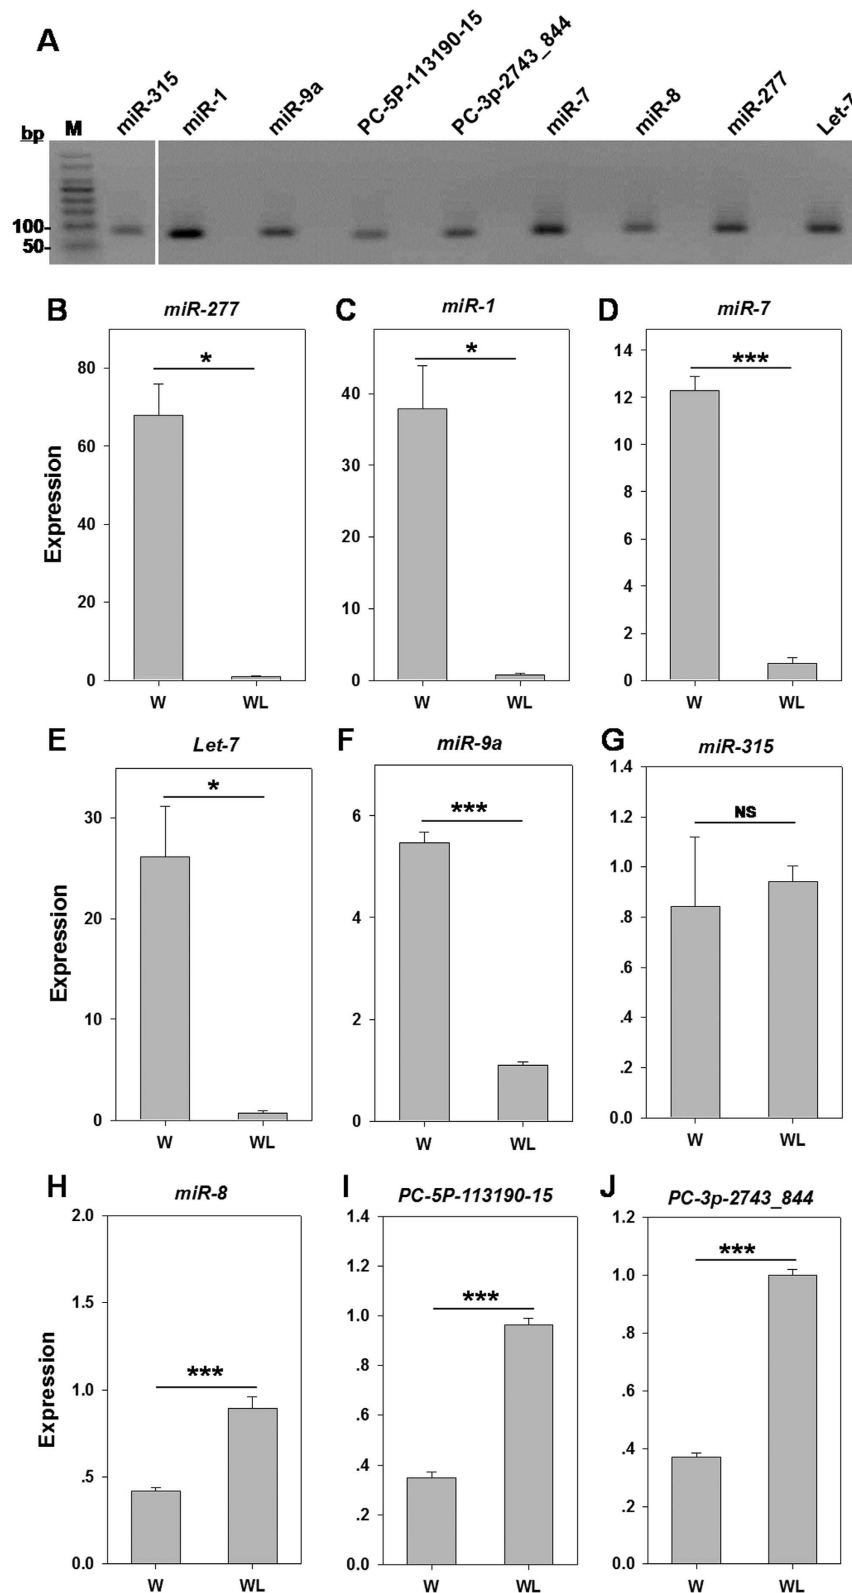 A
miR-315
miR-1
miR-9a
PC-5P-113190-15
PC-3p-2743_844
miR-7
miR-8
miR-277
Let-7
bp
M
100-
50-
B
miR-277
C
miR-1
D
miR-7
Expression
80
60
40
20
0
*
W
WL
40
30
20
10
0
*
W
WL
14
12
10
8
6
4
2
0
***
W
WL
E
Let-7
F
miR-9a
G
miR-315
Expression
30
20
10
0
*
W
WL
6
4
2
0
***
W
WL
1.4
1.2
1.0
.8
.6
.4
.2
0.0
NS
W
WL
H
miR-8
I
PC-5P-113190-15
J
PC-3p-2743_844
Expression
2.0
1.5
1.0
.5
0.0
***
W
WL
1.4
1.2
1.0
.8
.6
.4
.2
0.0
***
W
WL
1.2
1.0
.8
.6
.4
.2
0.0
***
W
WL